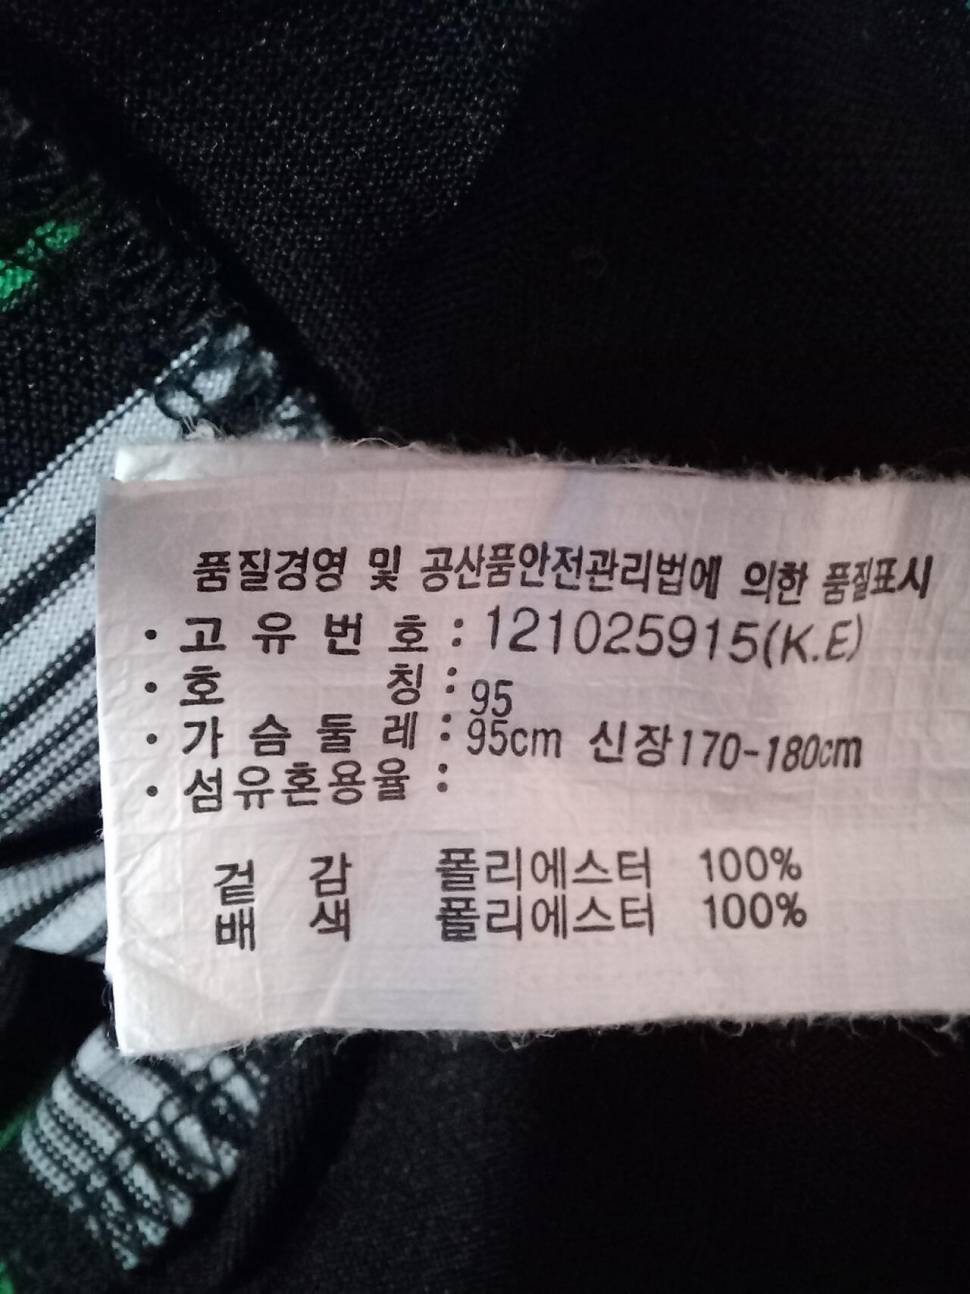 품질경영 및 공산품안전관리법에 의한 품질표시
· 고 유 번 호 : 121025915(K.E)
· 호 칭 : 95
· 가 슴 둘 레 : 95cm 신장170-180cm
· 섬유혼용율 :
겉 감 폴리에스터 100%
배 색 폴리에스터 100%